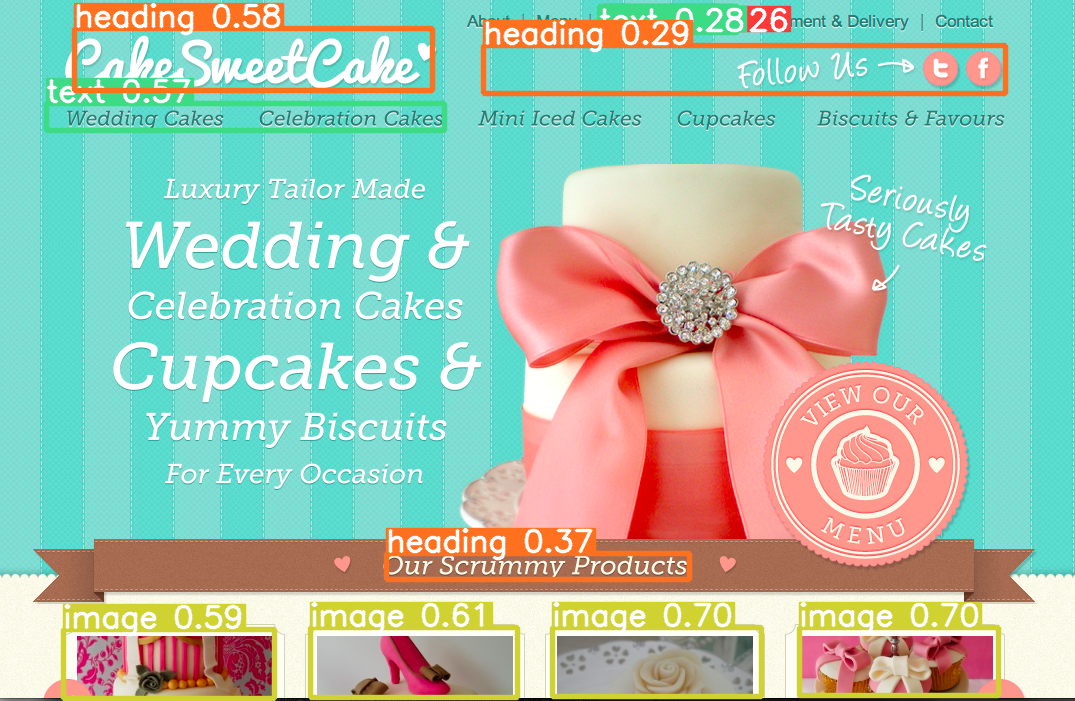 heading 0.58
About | Menu | text 0.28 26 ment & Delivery | Contact
heading 0.29
CakeSweetCake
Follow Us
text 0.57
Wedding Cakes Celebration Cakes Mini Iced Cakes Cupcakes Biscuits & Favours
Luxury Tailor Made
Wedding &
Celebration Cakes
Cupcakes &
Yummy Biscuits
For Every Occasion
Seriously
Tasty Cakes
VIEW OUR
MENU
heading 0.37
Our Scrummy Products
image 0.59 image 0.61 image 0.70 image 0.70